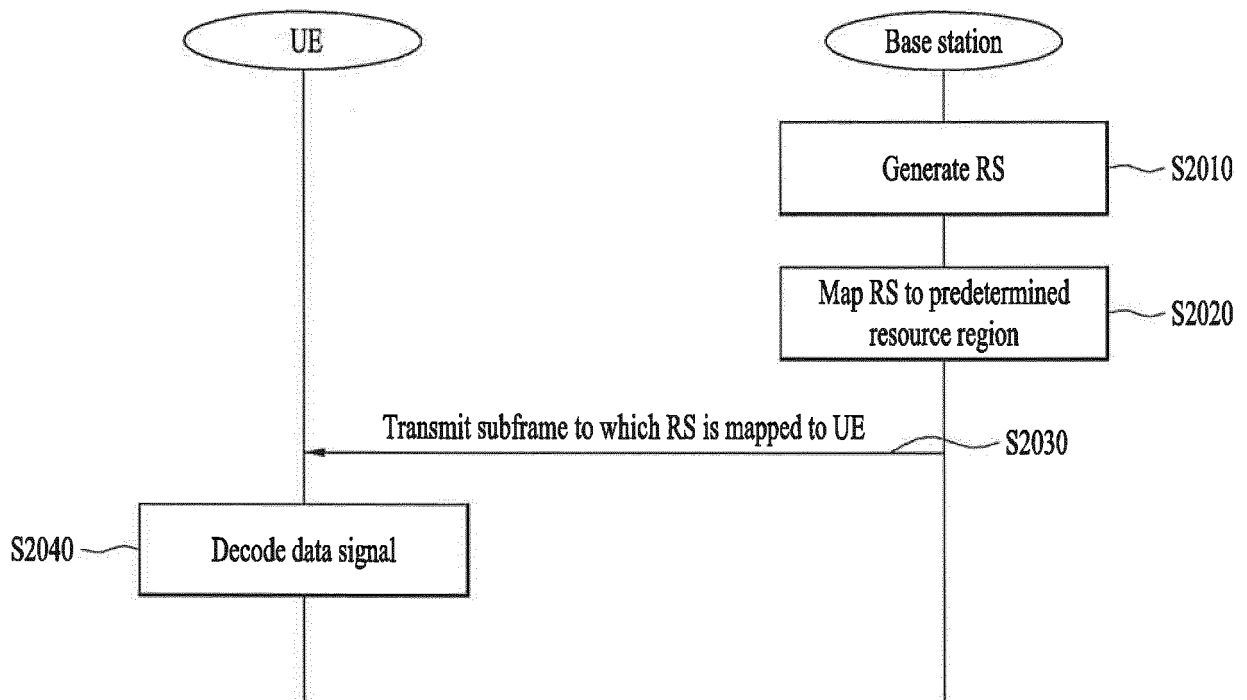 UE
Base station
Generate RS
S2010
Map RS to predetermined
resource region
S2020
Transmit subframe to which RS is mapped to UE
S2030
S2040
Decode data signal